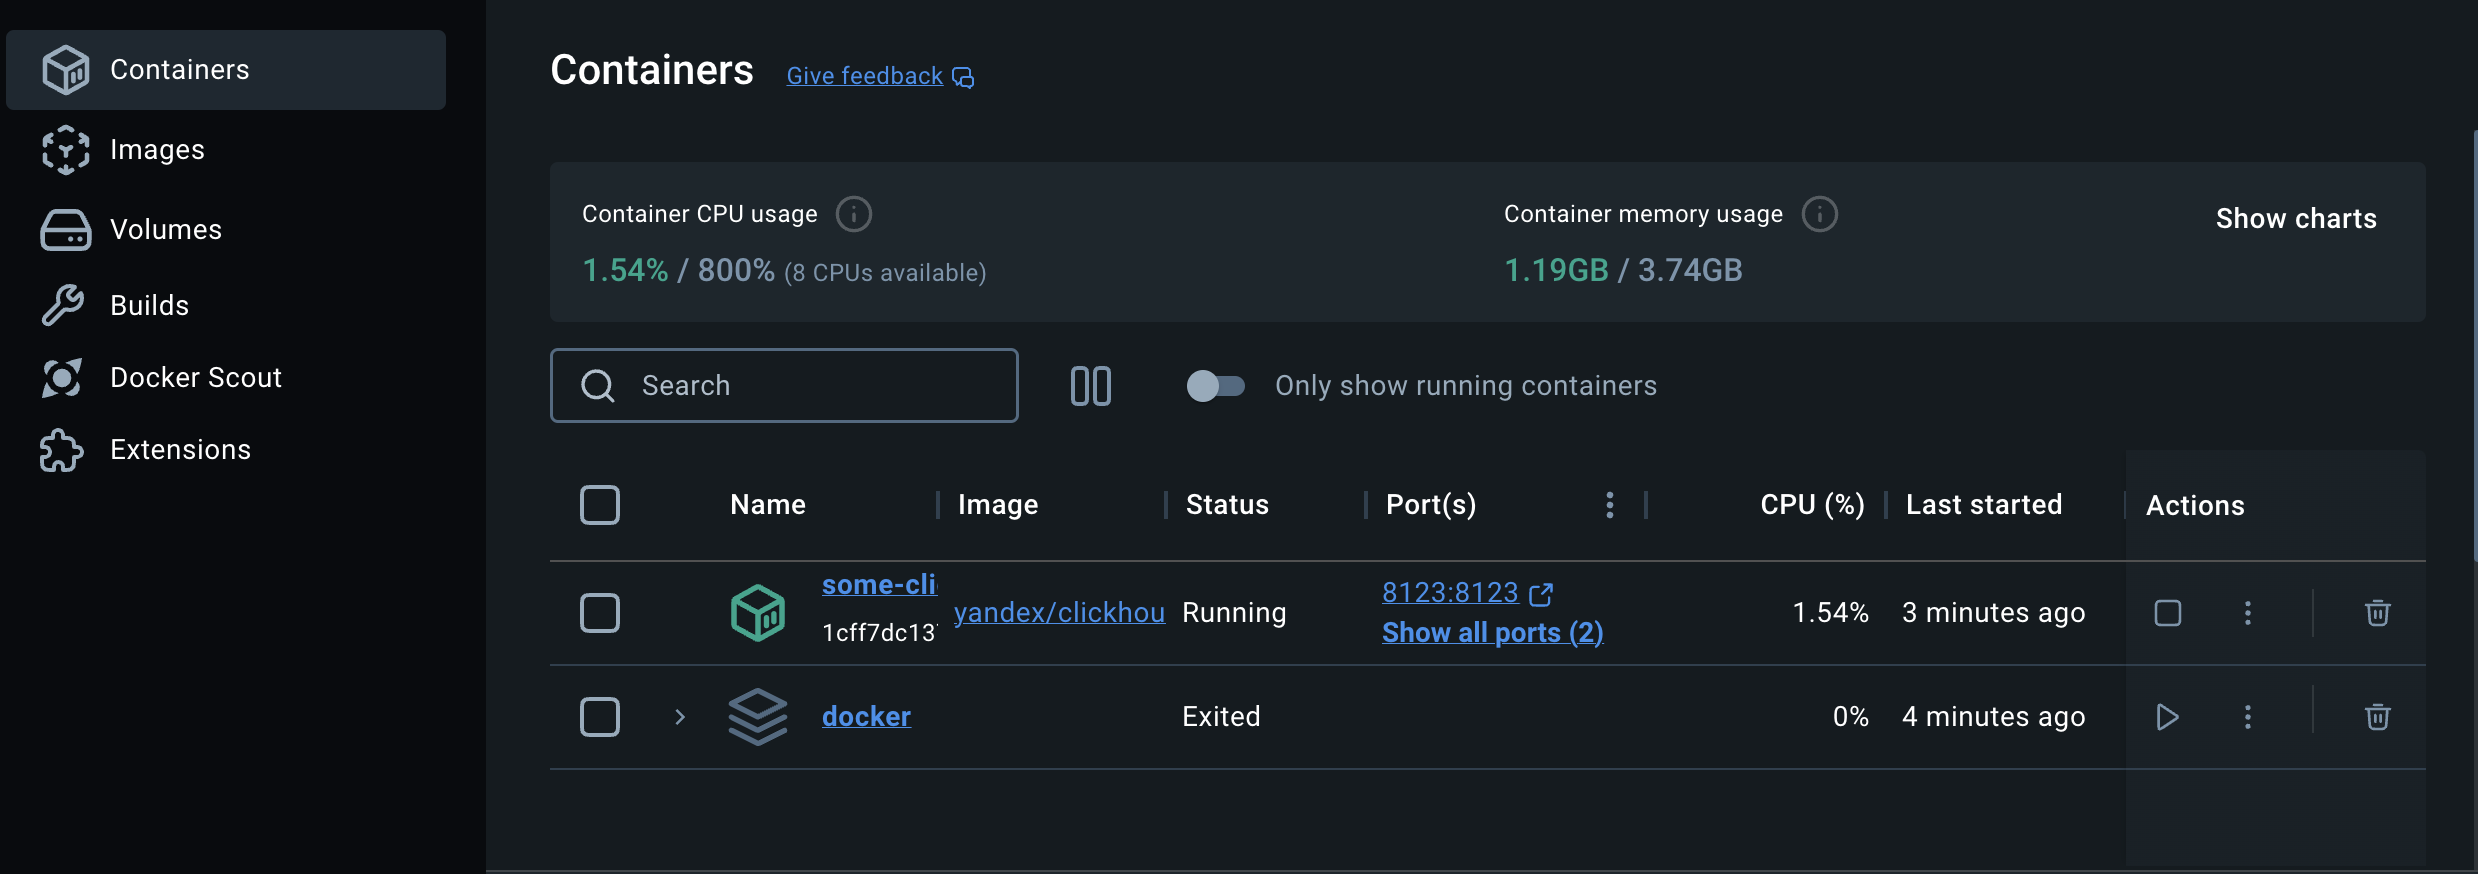 Containers
Images
Volumes
Builds
Docker Scout
Extensions
Containers Give feedback
Container CPU usage
1.54% / 800% (8 CPUs available)
Container memory usage
1.19GB / 3.74GB
Show charts
Search
Only show running containers
Name Image Status Port(s) CPU (%) Last started Actions
some-cli
1cff7dc13
yandex/clickhou Running
8123:8123
Show all ports (2)
1.54% 3 minutes ago
docker Exited 0% 4 minutes ago